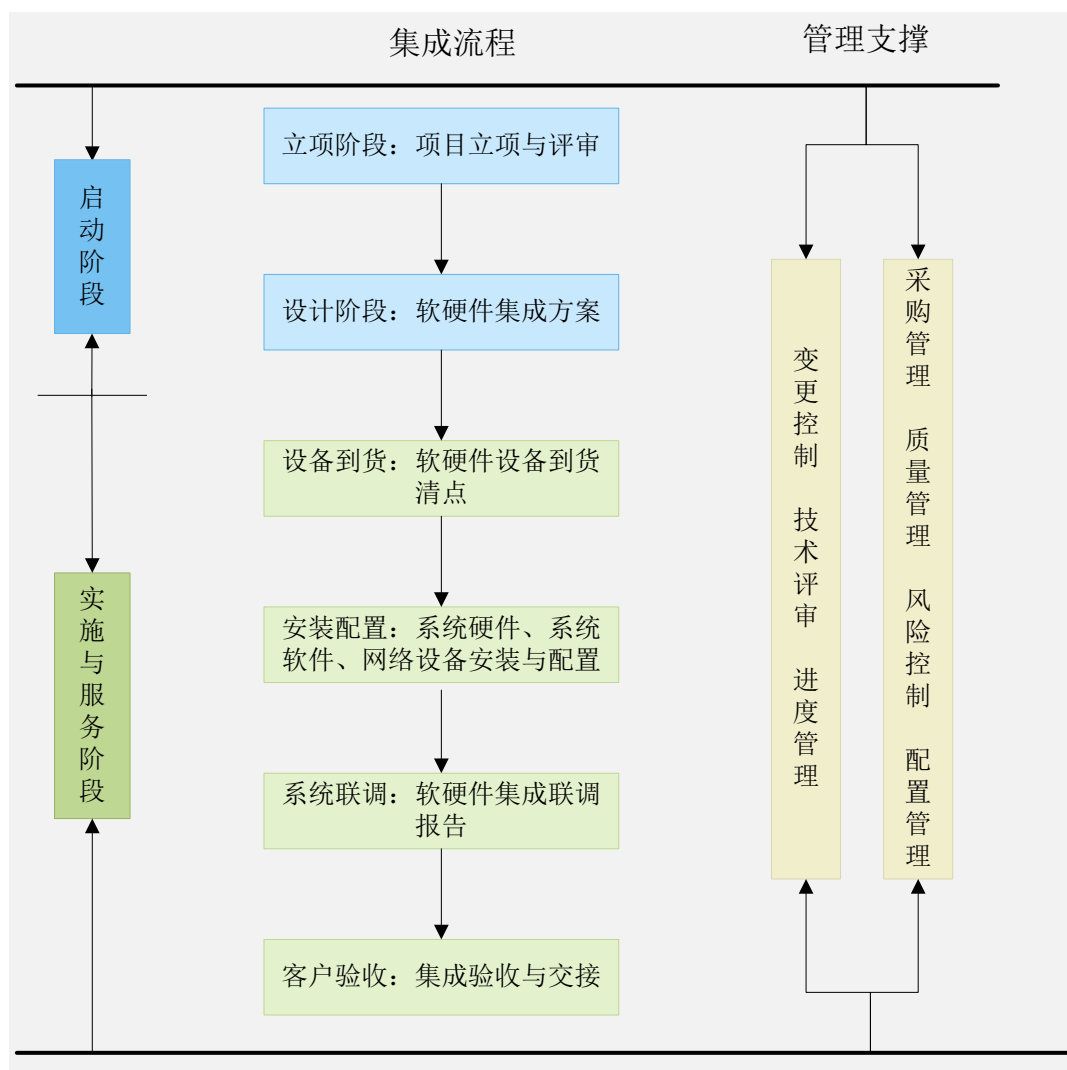 集成流程
管理支撑
启动阶段
实施与服务阶段
立项阶段：项目立项与评审
设计阶段：软硬件集成方案
设备到货：软硬件设备到货
清点
安装配置：系统硬件、系统
软件、网络设备安装与配置
系统联调：软硬件集成联调
报告
客户验收：集成验收与交接
变更控制 技术评审 进度管理
采购管理 质量管理 风险控制 配置管理